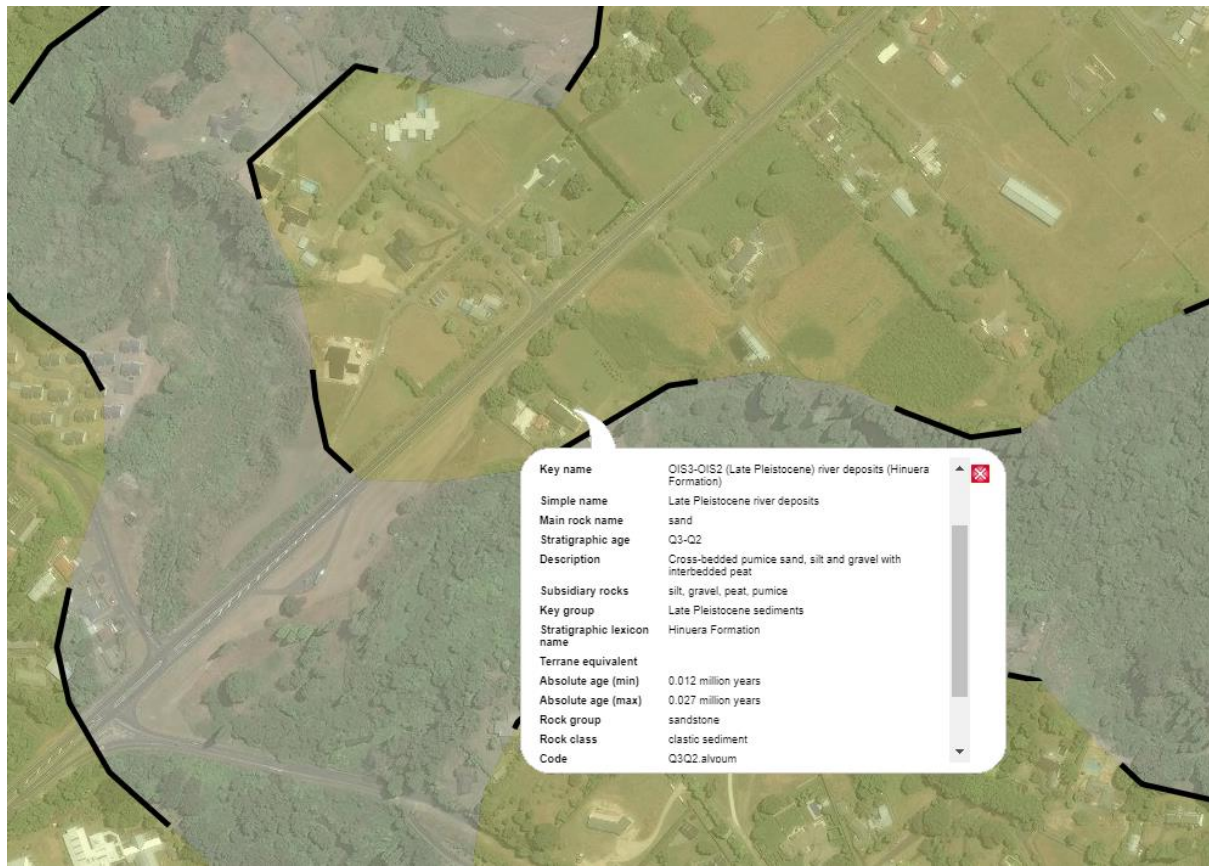 Key name OIS3-OIS2 (Late Pleistocene) river deposits (Hinuera
Formation)
Simple name Late Pleistocene river deposits
Main rock name sand
Stratigraphic age Q3-Q2
Description Cross-bedded pumice sand, silt and gravel with
interbedded peat
Subsidiary rocks silt, gravel, peat, pumice
Key group Late Pleistocene sediments
Stratigraphic lexicon Hinuera Formation
name
Terrane equivalent
Absolute age (min) 0.012 million years
Absolute age (max) 0.027 million years
Rock group sandstone
Rock class clastic sediment
Code Q3Q2.alvpum